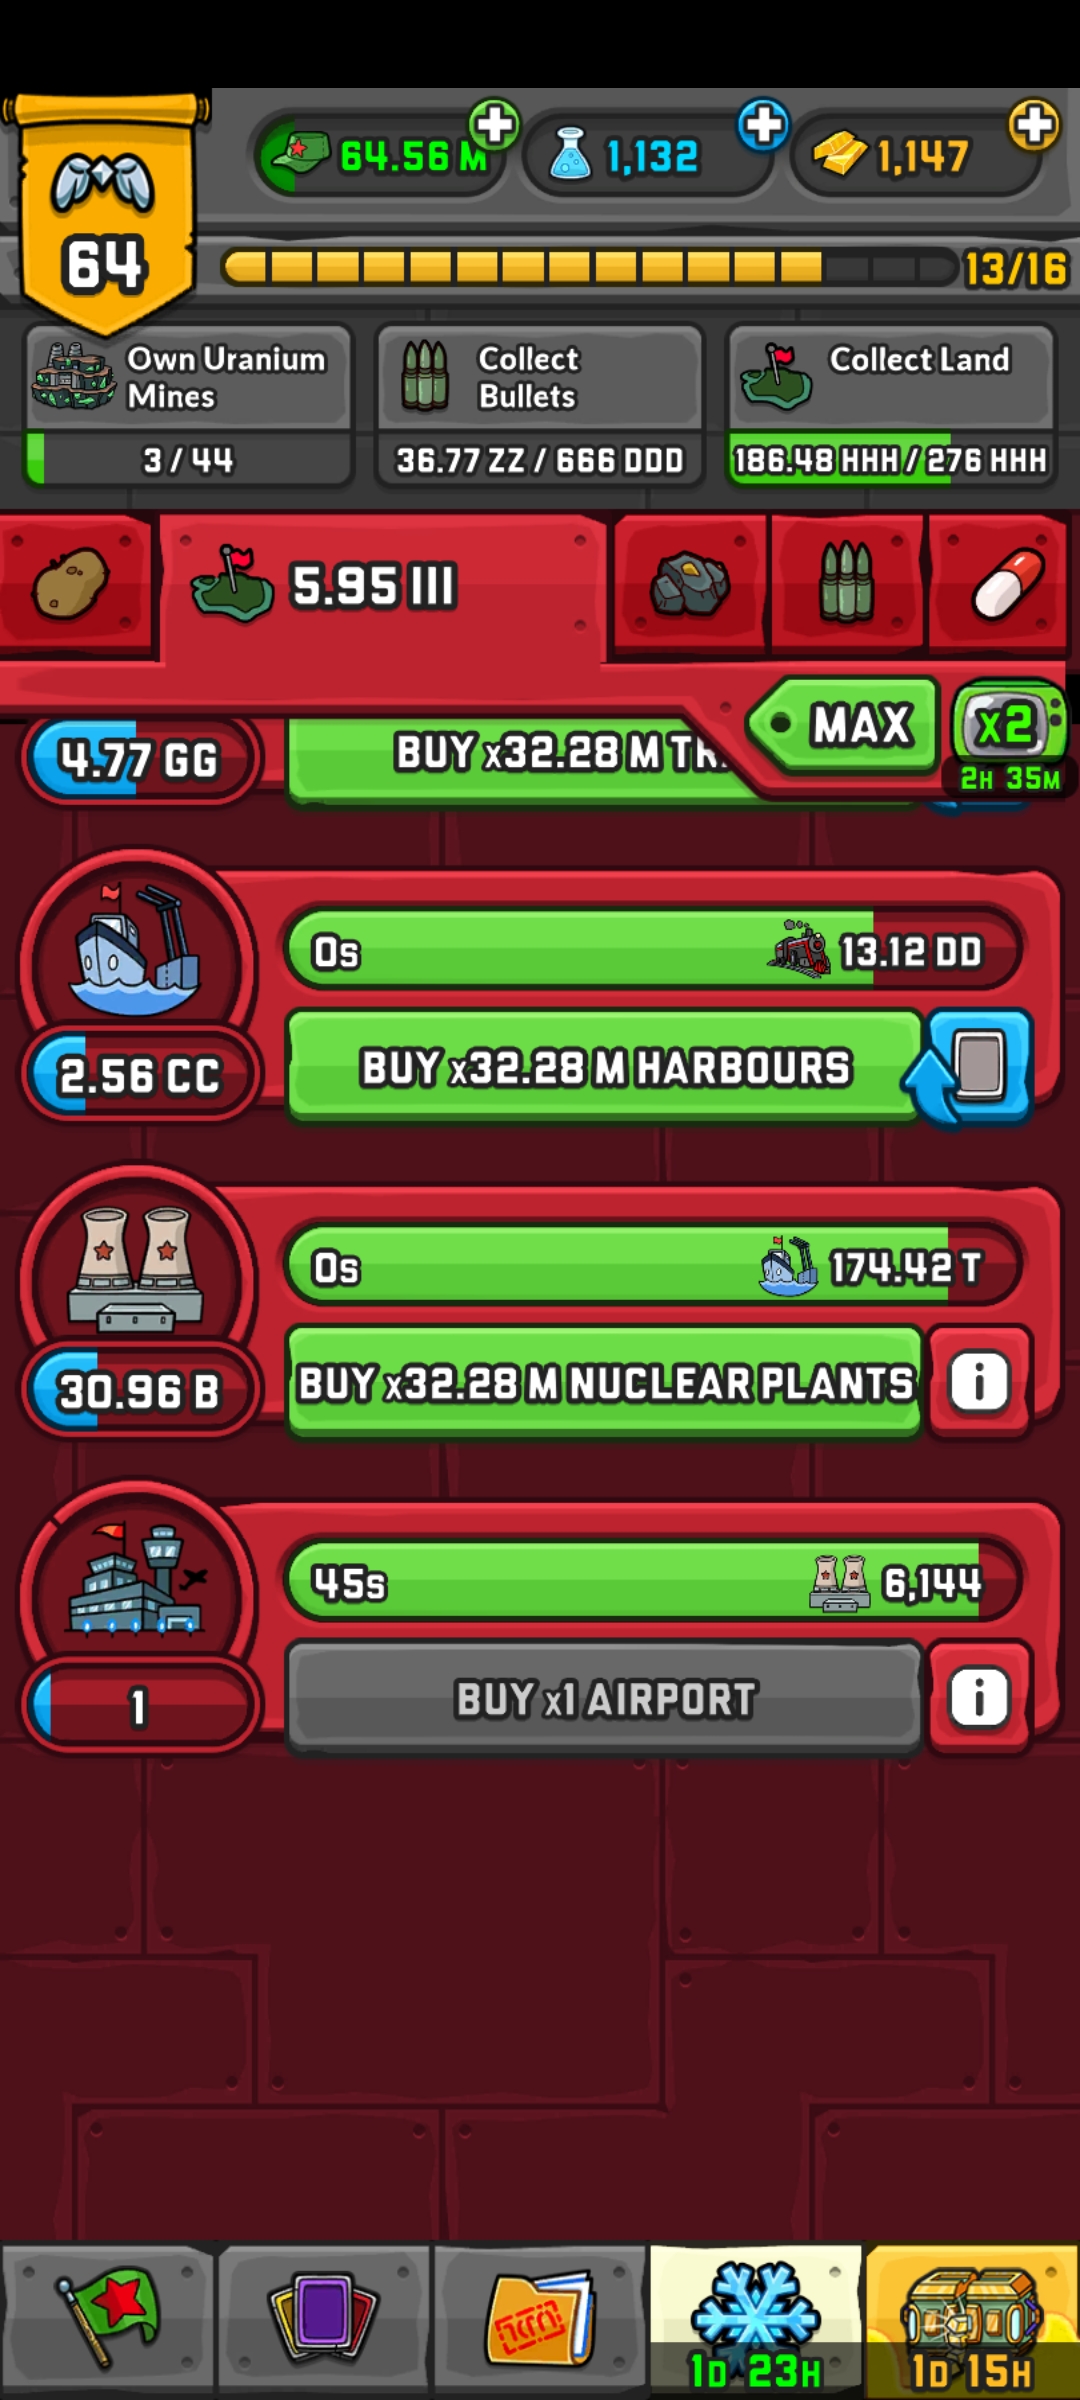 64.56 M
1,132
1,147
64
13/16
Own Uranium
Mines
3 / 44
Collect
Bullets
36.77 ZZ / 666 DDD
Collect Land
186.48 HHH / 276 HHH
5.95 III
MAX
X2
2H 35M
4.77 GG
BUY x32.28 M
0s
13.12 DD
2.56 CC
BUY x32.28 M HARBOURS
0s
174.42 T
30.96 B
BUY x32.28 M NUCLEAR PLANTS
i
45s
6,144
1
BUY x1 AIRPORT
i
1D 23H
1D 15H